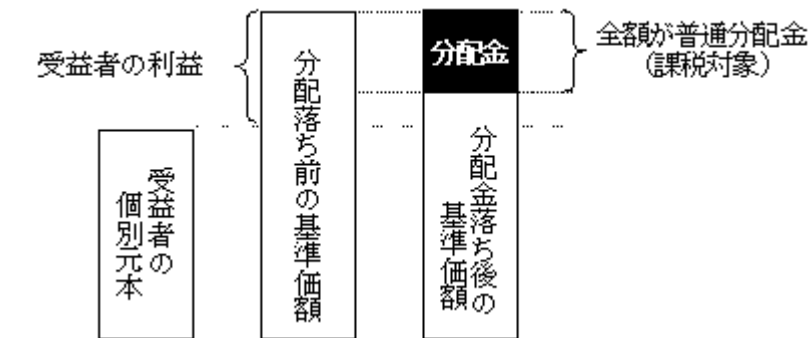 受益者の利益
受益者の
個別元本
分配落ち前の基準価額
分配金
分配金落ち後の
基準価額
全額が普通分配金
(課税対象)